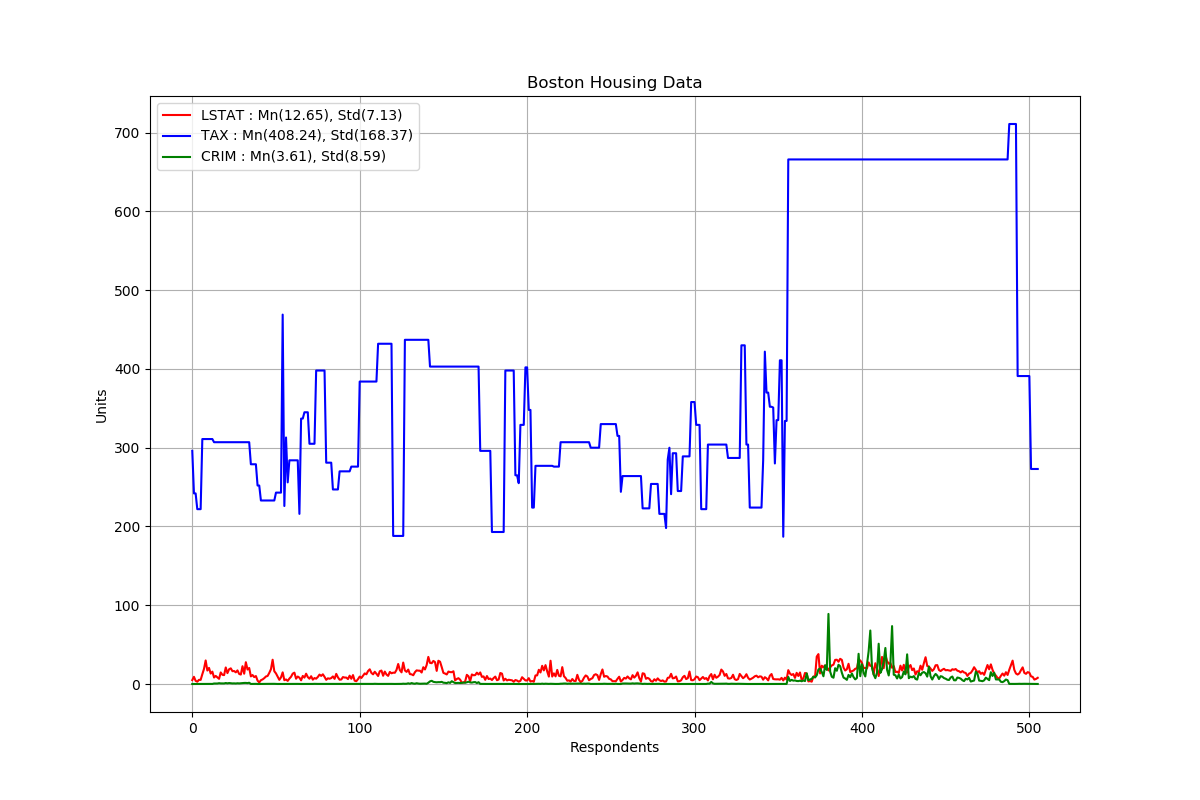 Boston Housing Data
LSTAT : Mn(12.65), Std(7.13)
TAX : Mn(408.24), Std(168.37)
CRIM : Mn(3.61), Std(8.59)
700
600
500
400
300
200
100
0
Units
0 100 200 300 400 500
Respondents